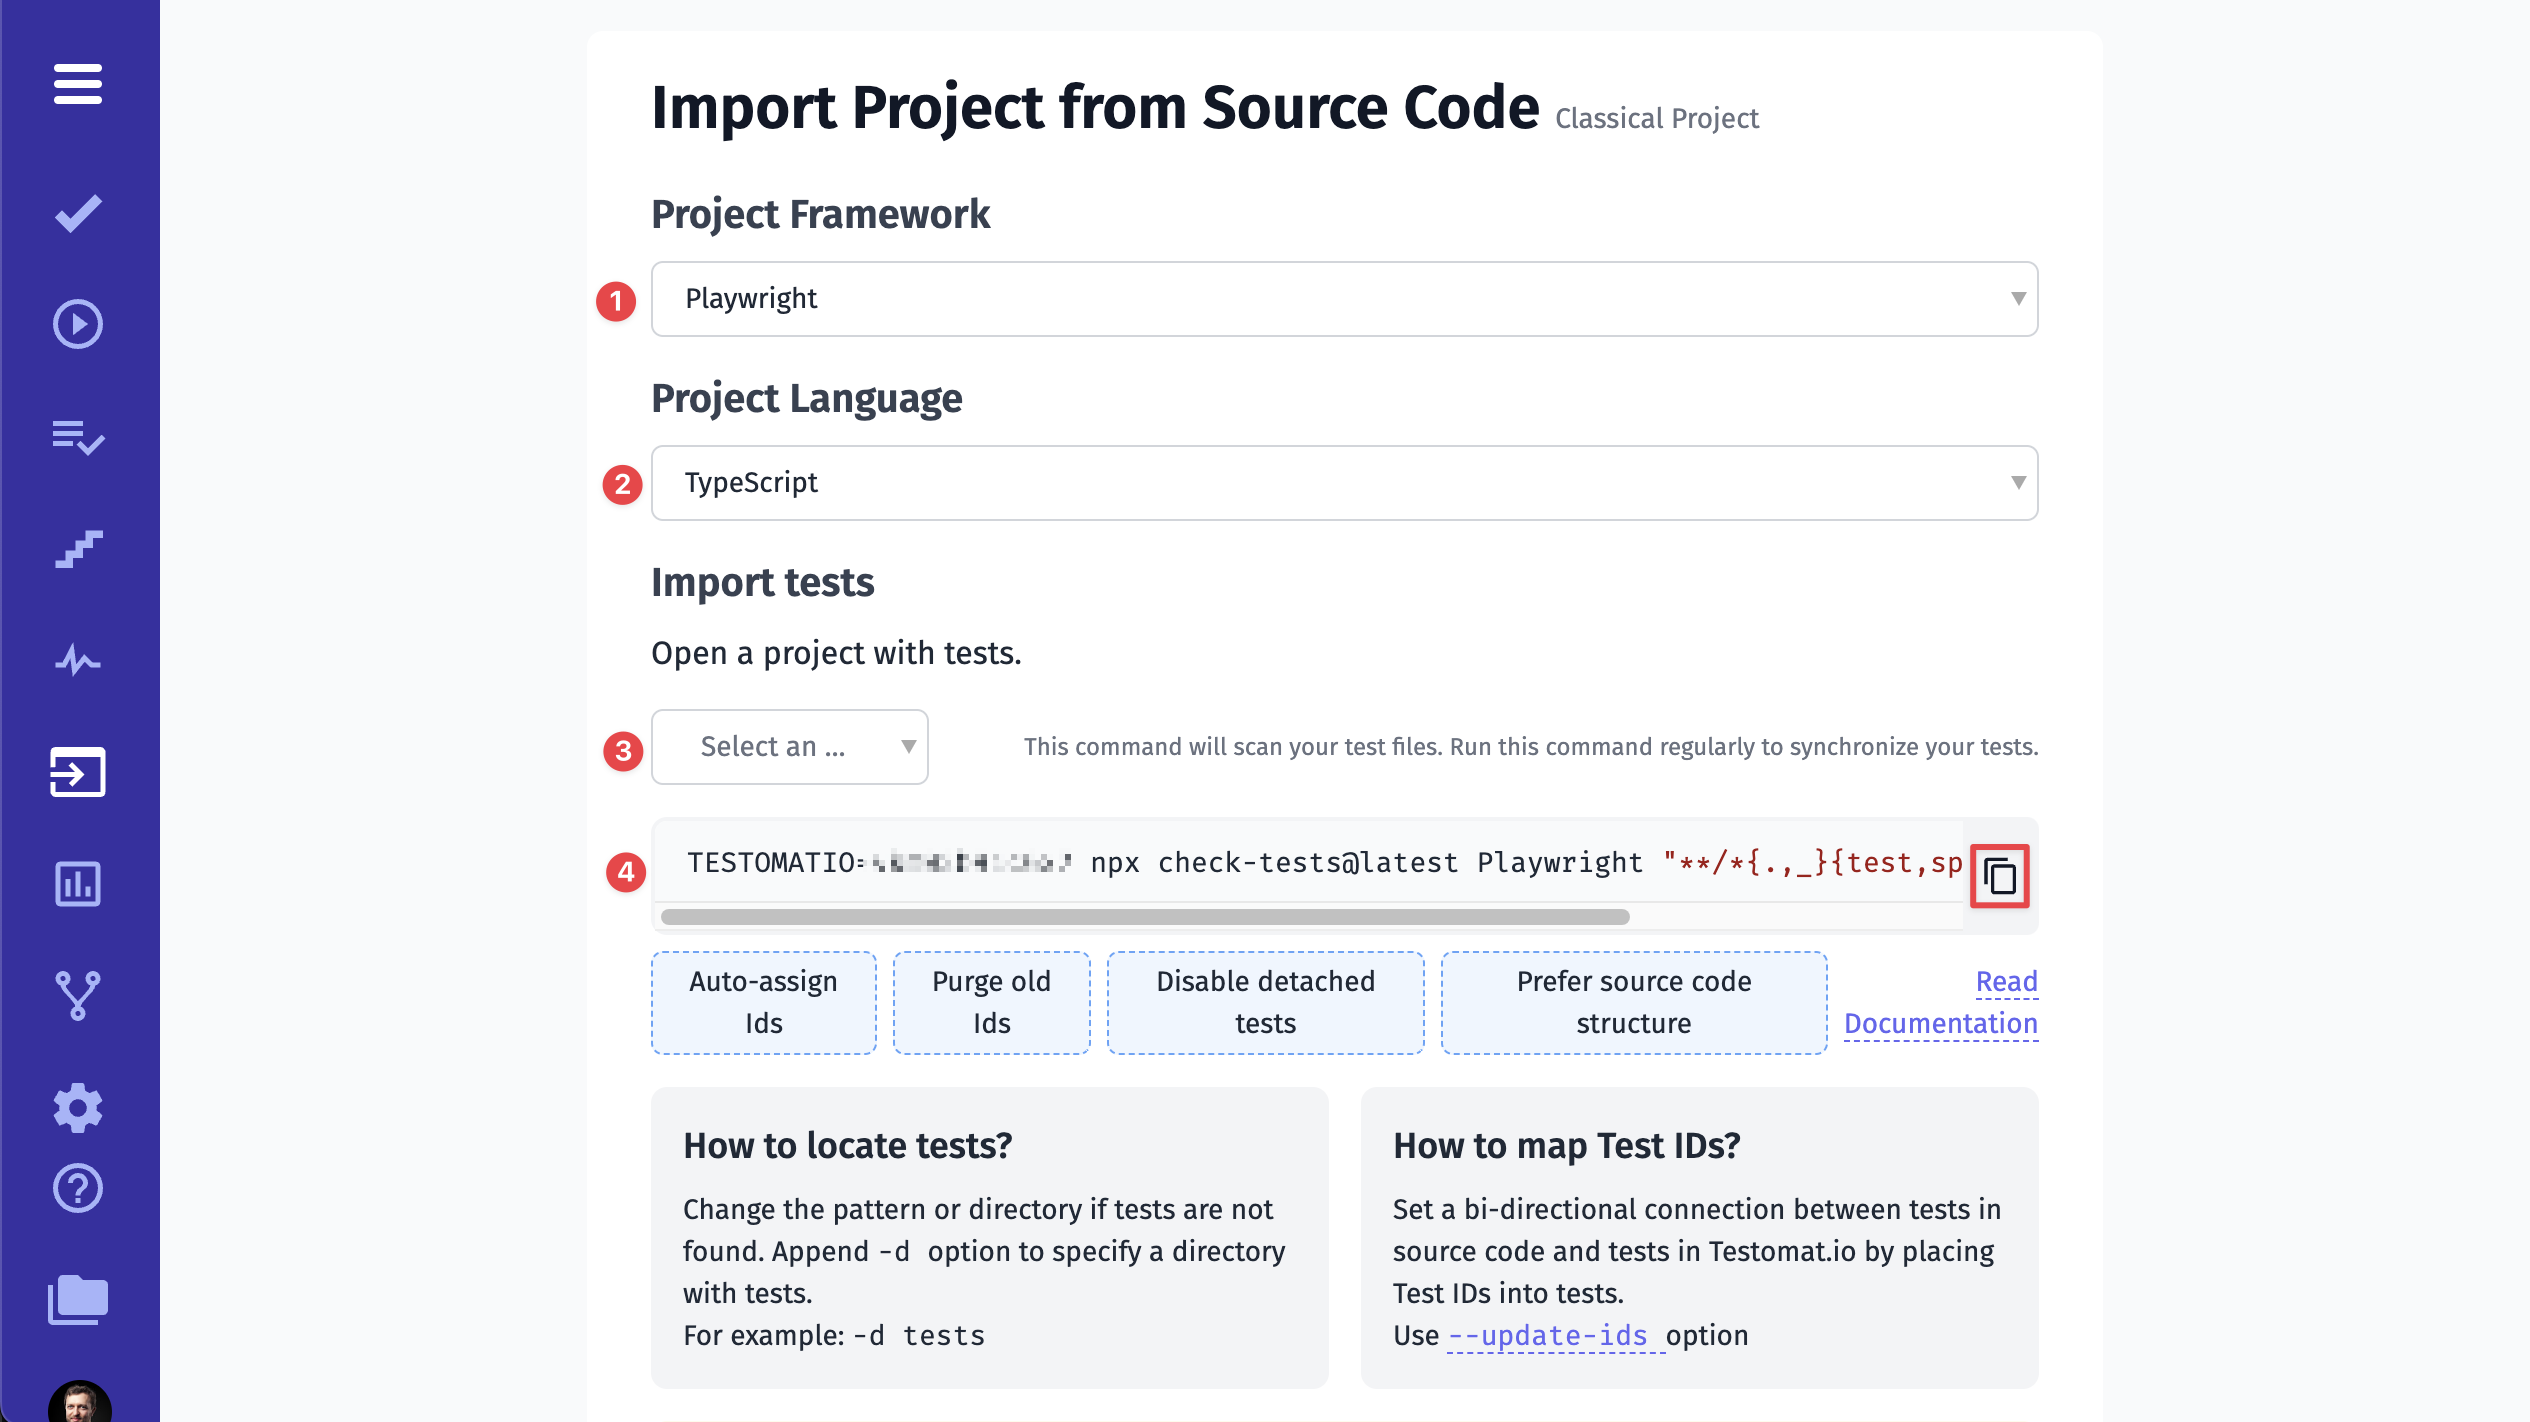 Import Project from Source Code Classical Project
Project Framework
1 Playwright
Project Language
2 TypeScript
Import tests
Open a project with tests.
3 Select an ... This command will scan your test files. Run this command regularly to synchronize your tests.
4 TESTOMATIO= npx check-tests@latest Playwright "**/*{.,_}{test,sp
Auto-assign Ids
Purge old Ids
Disable detached tests
Prefer source code structure
Read Documentation
How to locate tests?
Change the pattern or directory if tests are not
found. Append -d option to specify a directory
with tests.
For example: -d tests
How to map Test IDs?
Set a bi-directional connection between tests in
source code and tests in Testomat.io by placing
Test IDs into tests.
Use --update-ids option